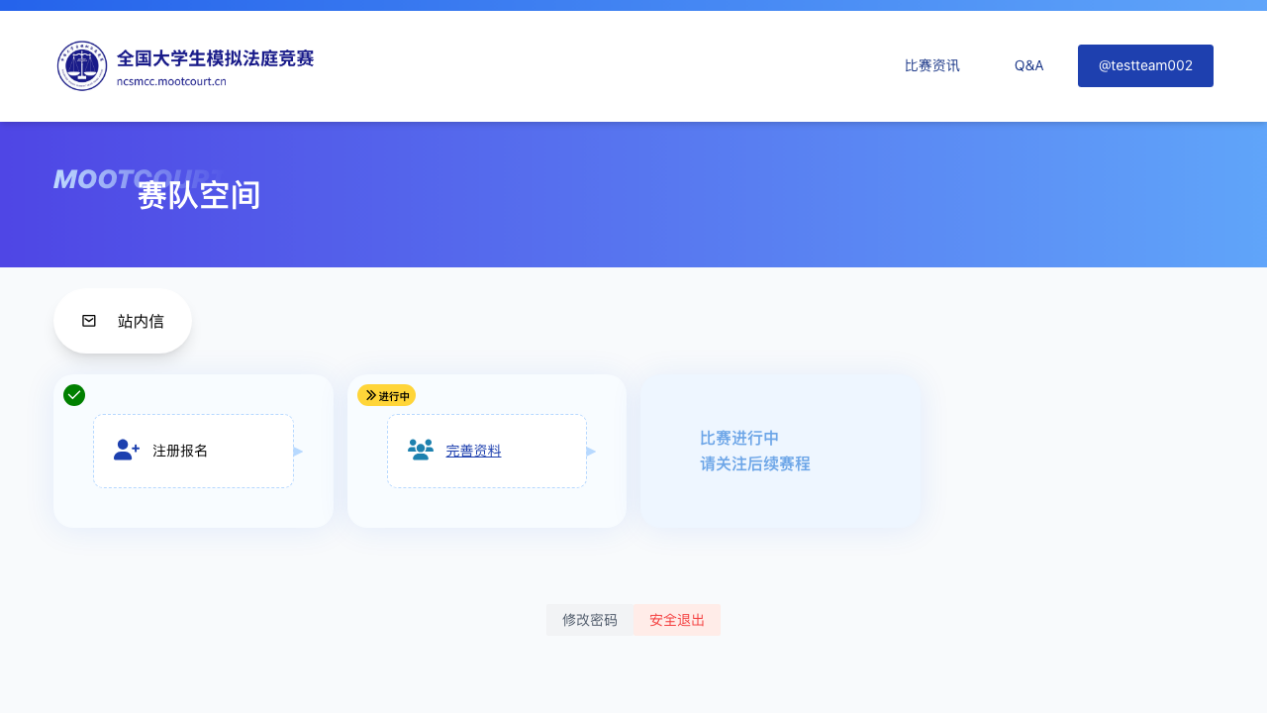 全国大学生模拟法庭竞赛
ncsmcc.mootcourt.cn
比赛资讯
Q&A
@testteam002
MOOTCOURT
赛队空间
站内信
注册报名
进行中
完善资料
比赛进行中
请关注后续赛程
修改密码
安全退出